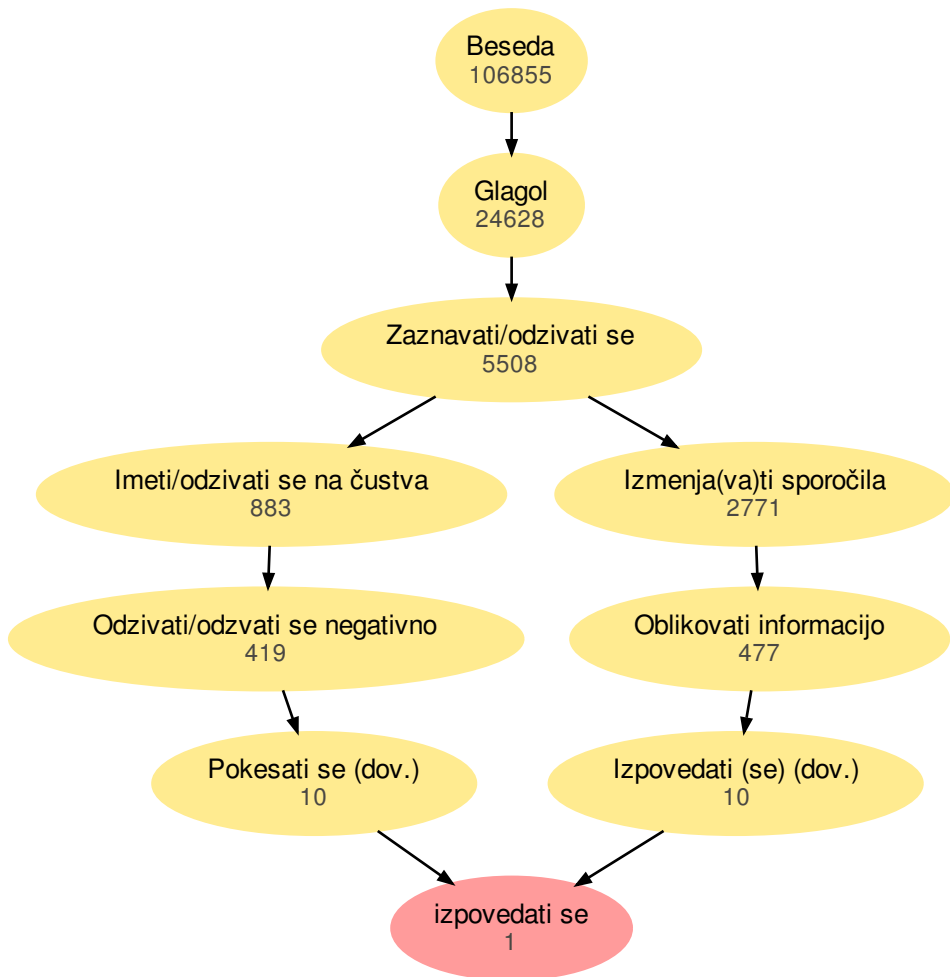 Beseda
106855
Glagol
24628
Zaznavati/odzivati se
5508
Imeti/odzivati se na čustva
883
Izmenja(va)ti sporočila
2771
Odzivati/odzvati se negativno
419
Oblikovati informacijo
477
Pokesati se (dov.)
10
Izpovedati (se) (dov.)
10
izpovedati se
1